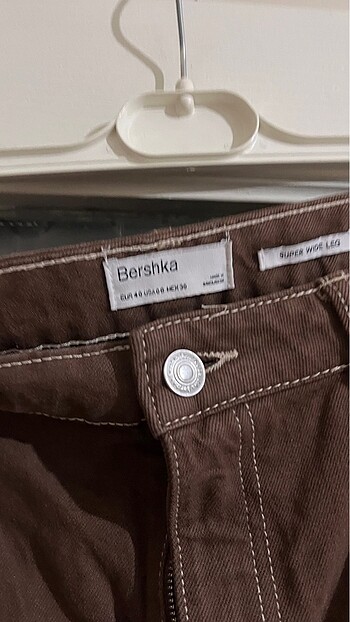 Bershka
EUR 40 USA 8 MEX 30
SUPER WIDE LEG